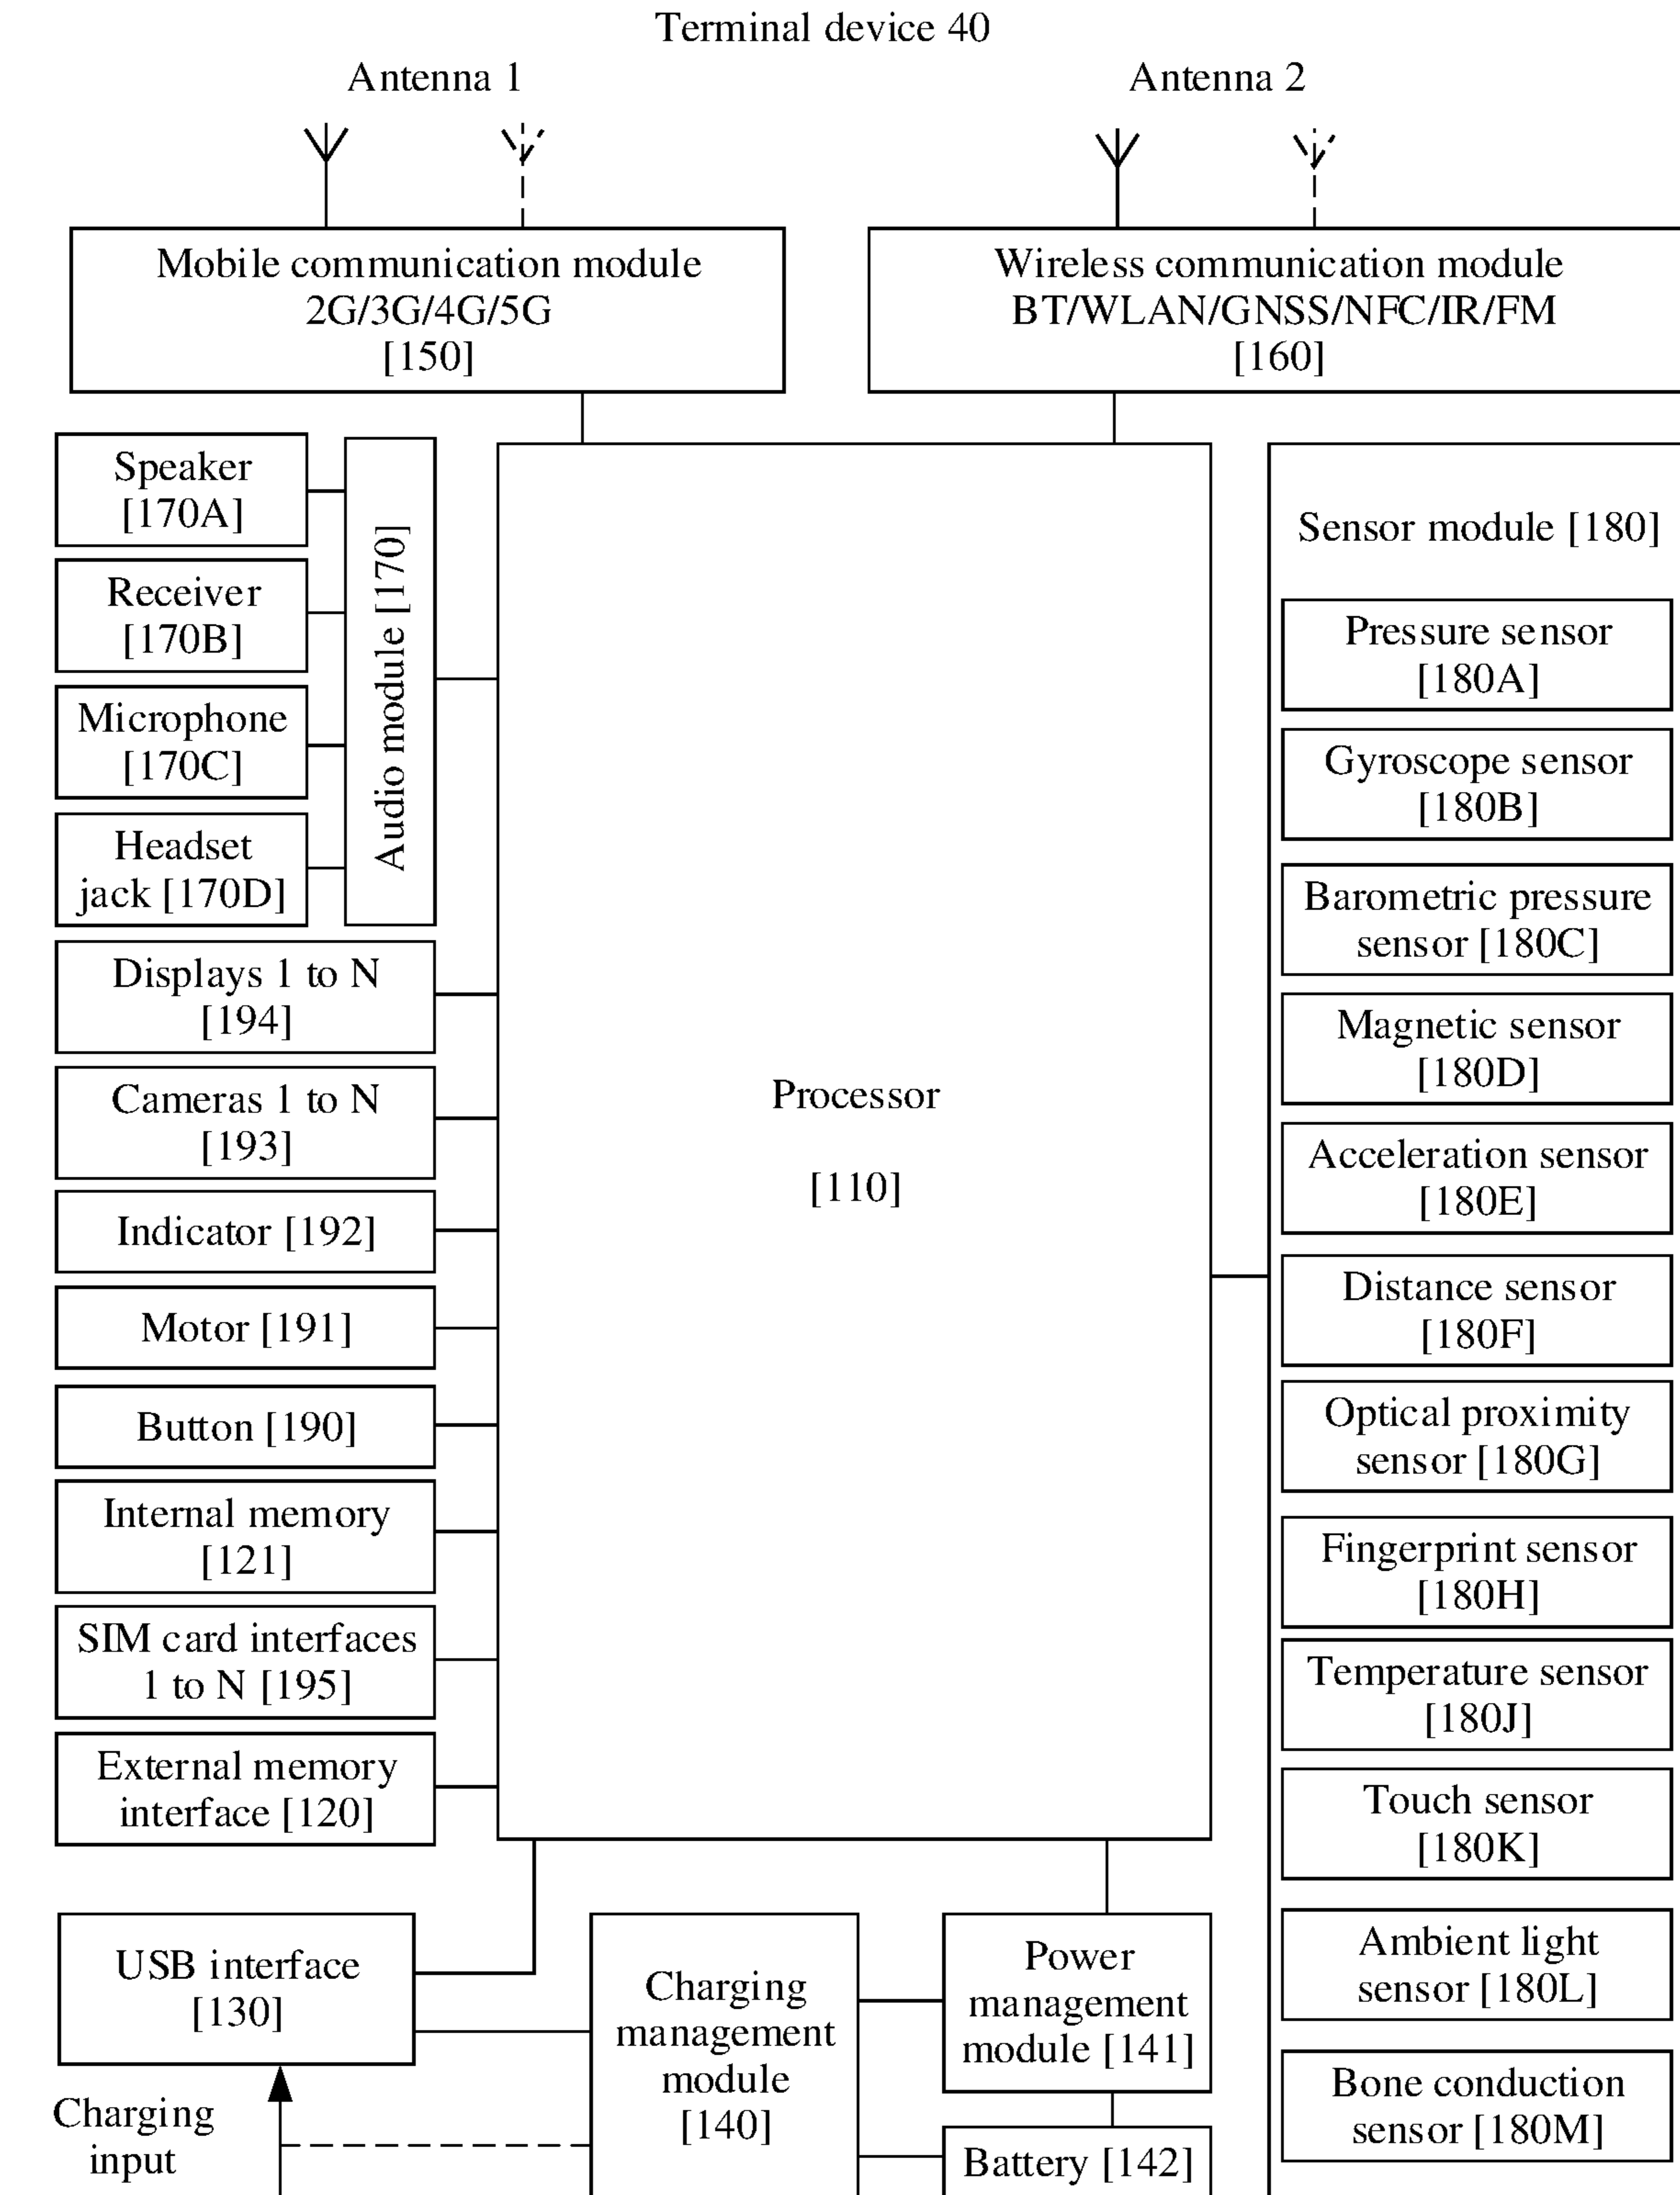 Terminal device 40
Antenna 1
Antenna 2
Mobile communication module
2G/3G/4G/5G
[150]
Wireless communication module
BT/WLAN/GNSS/NFC/IR/FM
[160]
Speaker
[170A]
Receiver
[170B]
Microphone
[170C]
Headset
jack [170D]
Audio module [170]
Displays 1 to N
[194]
Cameras 1 to N
[193]
Indicator [192]
Motor [191]
Button [190]
Internal memory
[121]
SIM card interfaces
1 to N [195]
External memory
interface [120]
Processor
[110]
Sensor module [180]
Pressure sensor
[180A]
Gyroscope sensor
[180B]
Barometric pressure
sensor [180C]
Magnetic sensor
[180D]
Acceleration sensor
[180E]
Distance sensor
[180F]
Optical proximity
sensor [180G]
Fingerprint sensor
[180H]
Temperature sensor
[180J]
Touch sensor
[180K]
Ambient light
sensor [180L]
Bone conduction
sensor [180M]
USB interface
[130]
Charging
input
Charging
management
module
[140]
Power
management
module [141]
Battery [142]